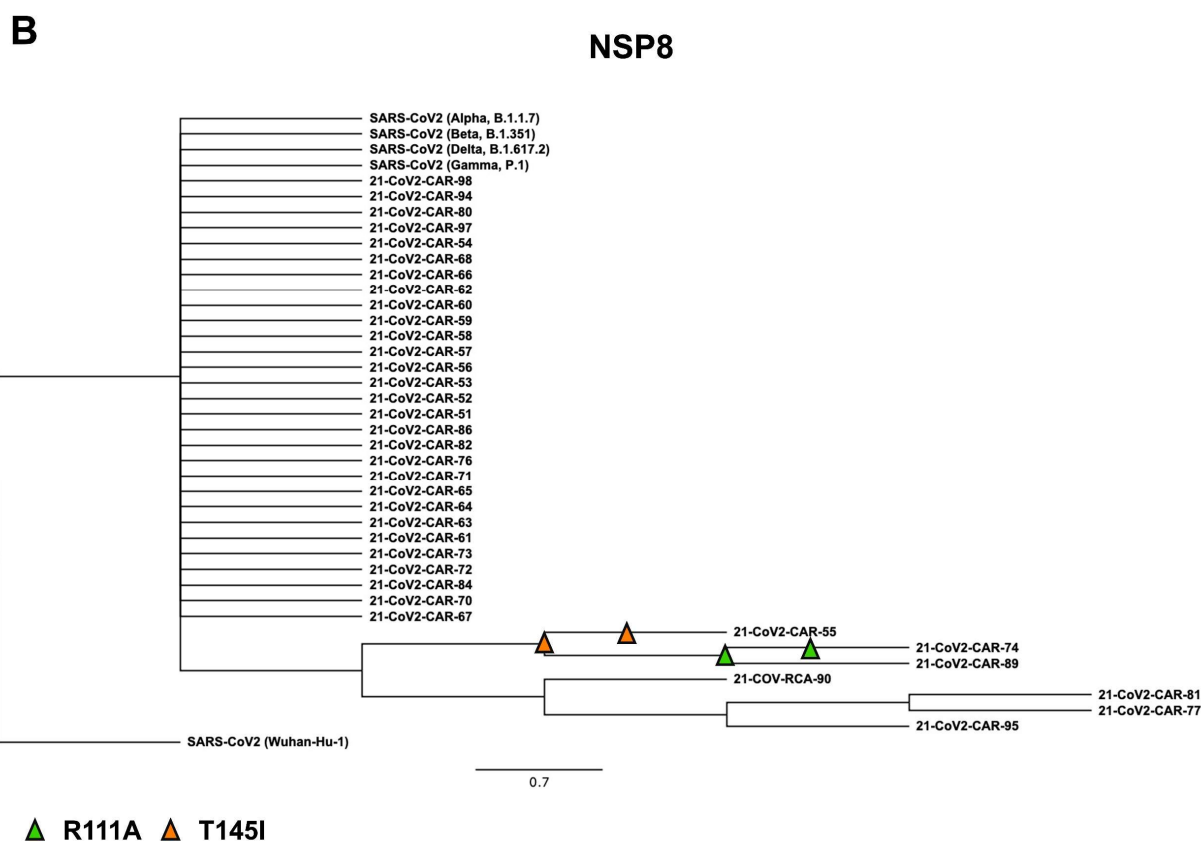 B
NSP8
SARS-CoV2 (Alpha, B.1.1.7)
SARS-CoV2 (Beta, B.1.351)
SARS-CoV2 (Delta, B.1.617.2)
SARS-CoV2 (Gamma, P.1)
21-CoV2-CAR-98
21-CoV2-CAR-94
21-CoV2-CAR-80
21-CoV2-CAR-97
21-CoV2-CAR-54
21-CoV2-CAR-68
21-CoV2-CAR-66
21-CoV2-CAR-62
21-CoV2-CAR-60
21-CoV2-CAR-59
21-CoV2-CAR-58
21-CoV2-CAR-57
21-CoV2-CAR-56
21-CoV2-CAR-53
21-CoV2-CAR-52
21-CoV2-CAR-51
21-CoV2-CAR-86
21-CoV2-CAR-82
21-CoV2-CAR-76
21-CoV2-CAR-71
21-CoV2-CAR-65
21-CoV2-CAR-64
21-CoV2-CAR-63
21-CoV2-CAR-61
21-CoV2-CAR-73
21-CoV2-CAR-72
21-CoV2-CAR-84
21-CoV2-CAR-70
21-CoV2-CAR-67
21-CoV2-CAR-55
21-CoV2-CAR-74
21-CoV2-CAR-89
21-COV-RCA-90
21-CoV2-CAR-81
21-CoV2-CAR-77
21-CoV2-CAR-95
SARS-CoV2 (Wuhan-Hu-1)
0.7
R111A T145I